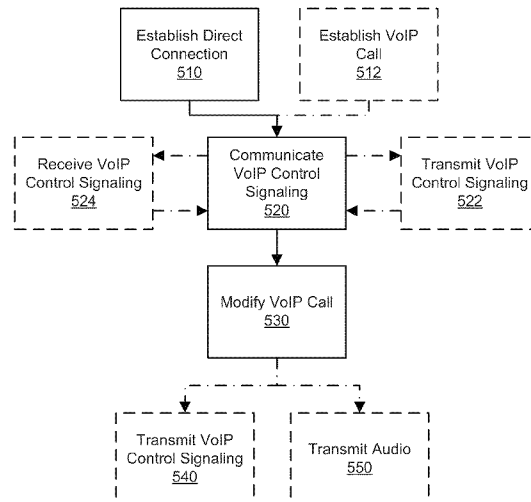 Establish Direct
Connection
510
Establish VoIP
Call
512
Receive VoIP
Control Signaling
524
Communicate
VoIP Control
Signaling
520
Transmit VoIP
Control Signaling
522
Modify VoIP Call
530
Transmit VoIP
Control Signaling
540
Transmit Audio
550